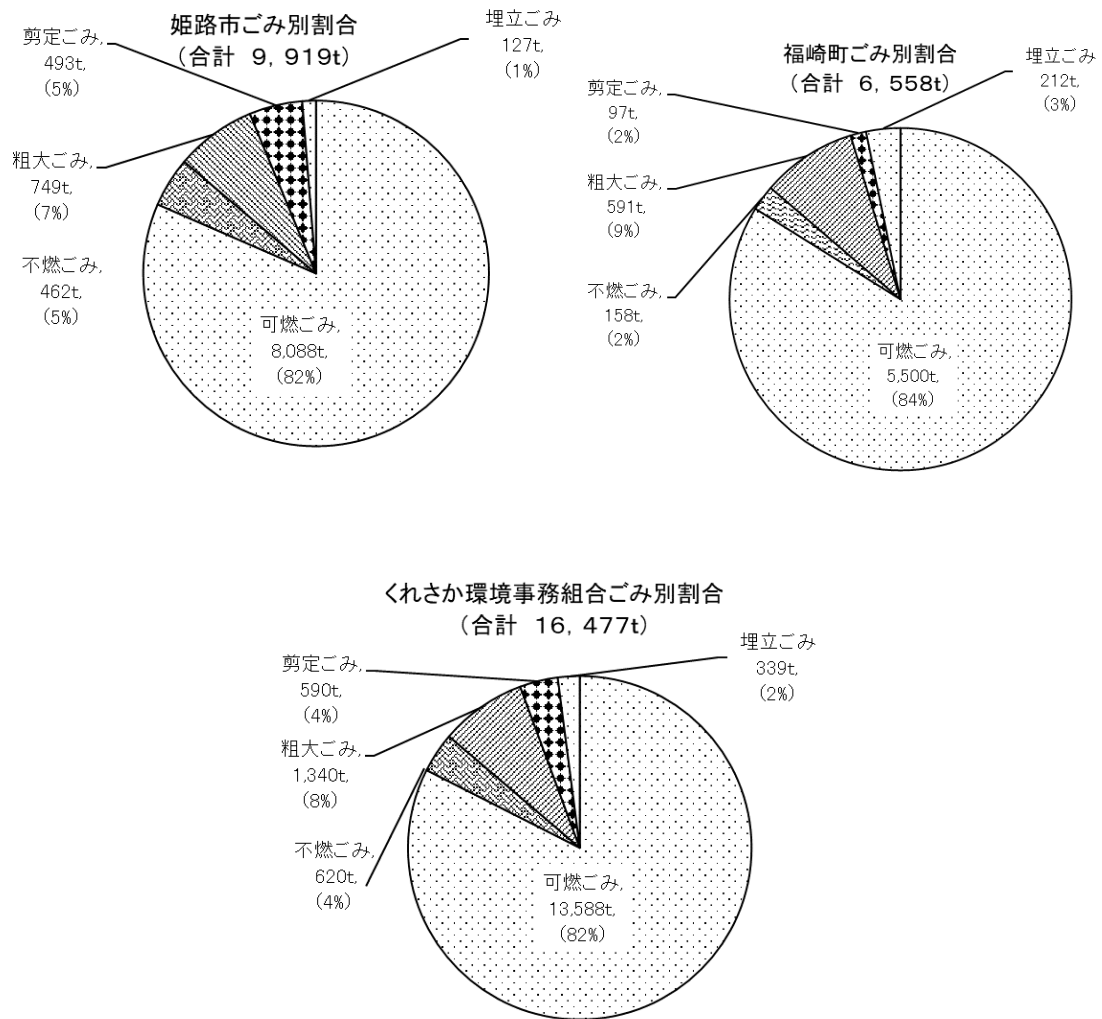 姫路市ごみ別割合
(合計 9,919t)
剪定ごみ,
493t,
(5%)
埋立ごみ
127t,
(1%)
粗大ごみ,
749t,
(7%)
不燃ごみ,
462t,
(5%)
可燃ごみ,
8,088t,
(82%)
福崎町ごみ別割合
(合計 6,558t)
剪定ごみ,
97t,
(2%)
埋立ごみ
212t,
(3%)
粗大ごみ,
591t,
(9%)
不燃ごみ,
158t,
(2%)
可燃ごみ,
5,500t,
(84%)
くれさか環境事務組合ごみ別割合
(合計 16,477t)
剪定ごみ,
590t,
(4%)
埋立ごみ
339t,
(2%)
粗大ごみ,
1,340t,
(8%)
不燃ごみ,
620t,
(4%)
可燃ごみ,
13,588t,
(82%)